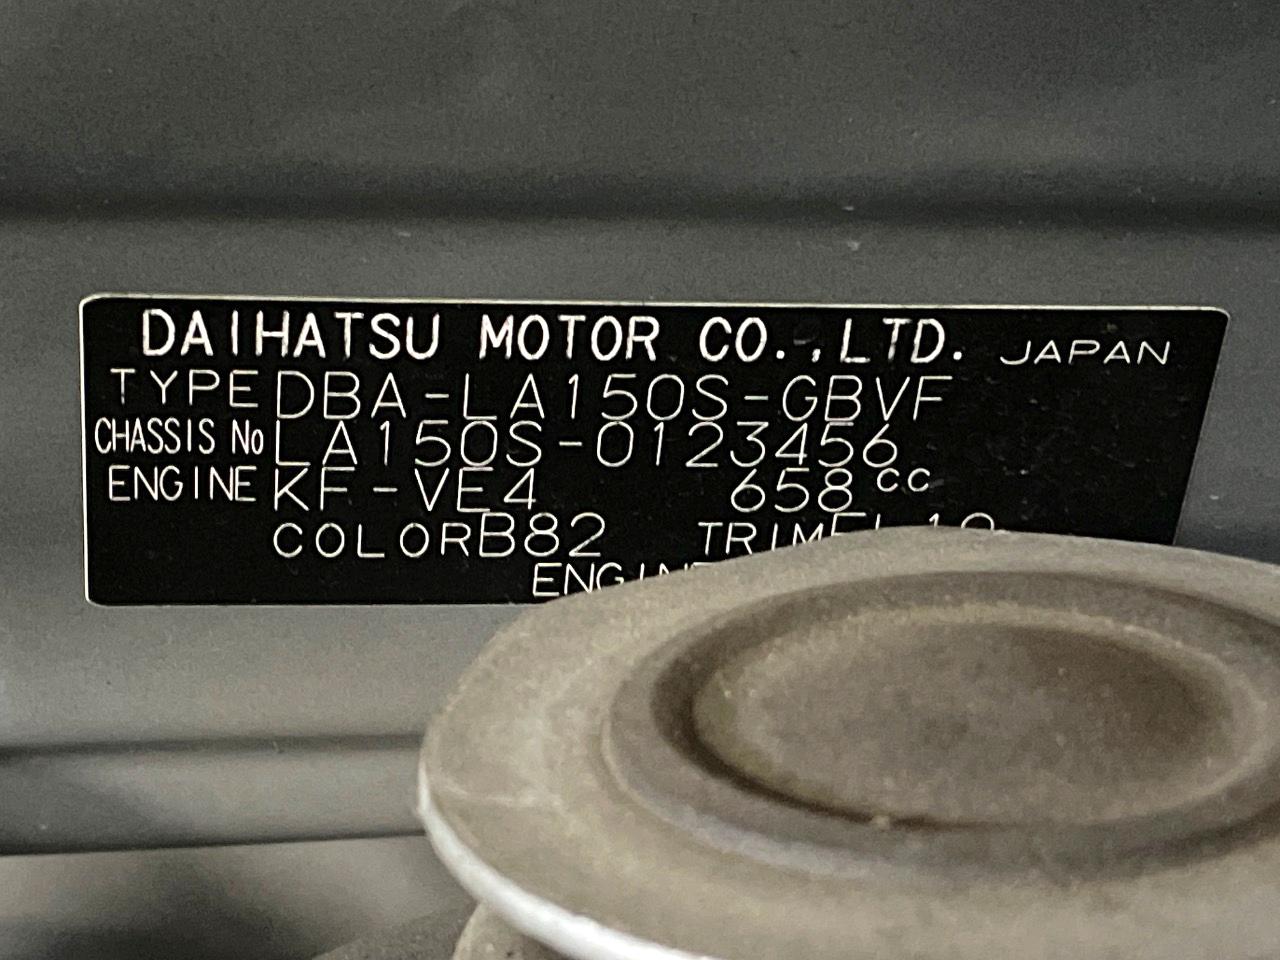 DAIHATSU MOTOR CO.,LTD. JAPAN
TYPE DBA-LA150S-GBVF
CHASSIS No LA150S-0123456
ENGINE KF-VE4 658cc
COLOR B82 TRIM